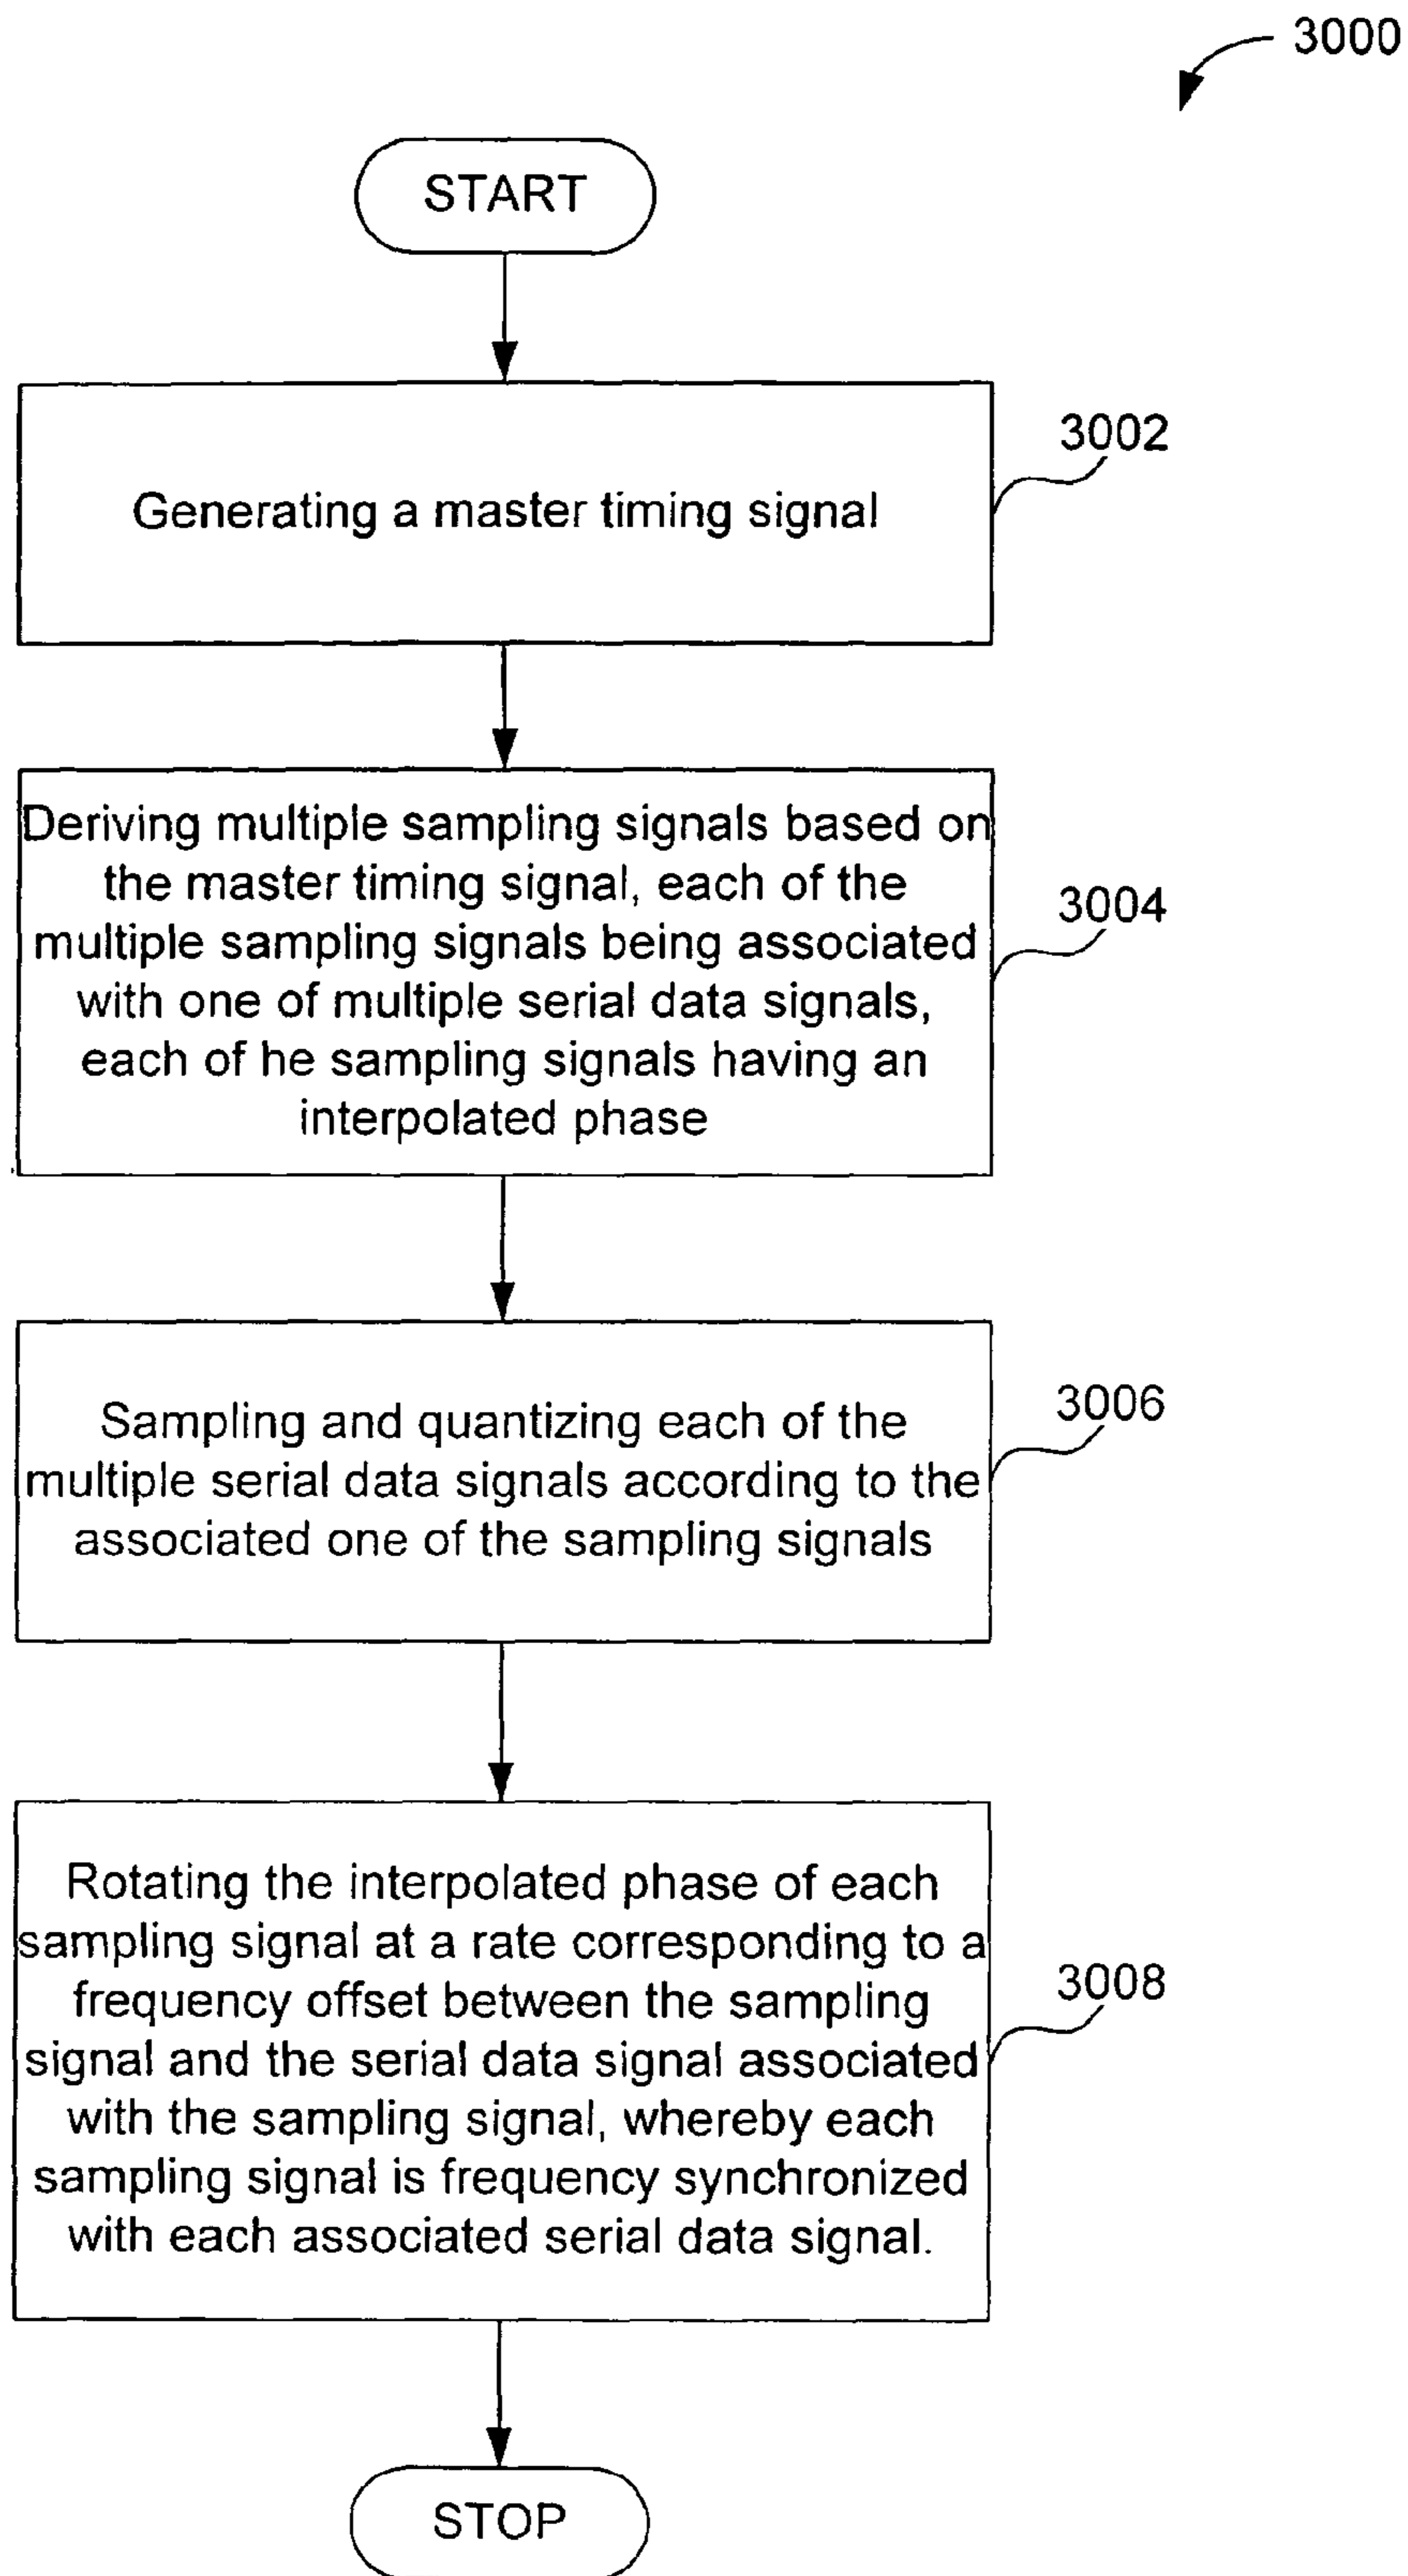 3000
START
3002
Generating a master timing signal
Deriving multiple sampling signals based on
the master timing signal, each of the
3004
multiple sampling signals being associated
with one of multiple serial data signals,
each of he sampling signals having an
interpolated phase
3006
Sampling and quantizing each of the
multiple serial data signals according to the
associated one of the sampling signals
Rotating the interpolated phase of each
sampling signal at a rate corresponding to a
3008
frequency offset between the sampling
signal and the serial data signal associated
with the sampling signal, whereby each
sampling signal is frequency synchronized
with each associated serial data signal.
STOP